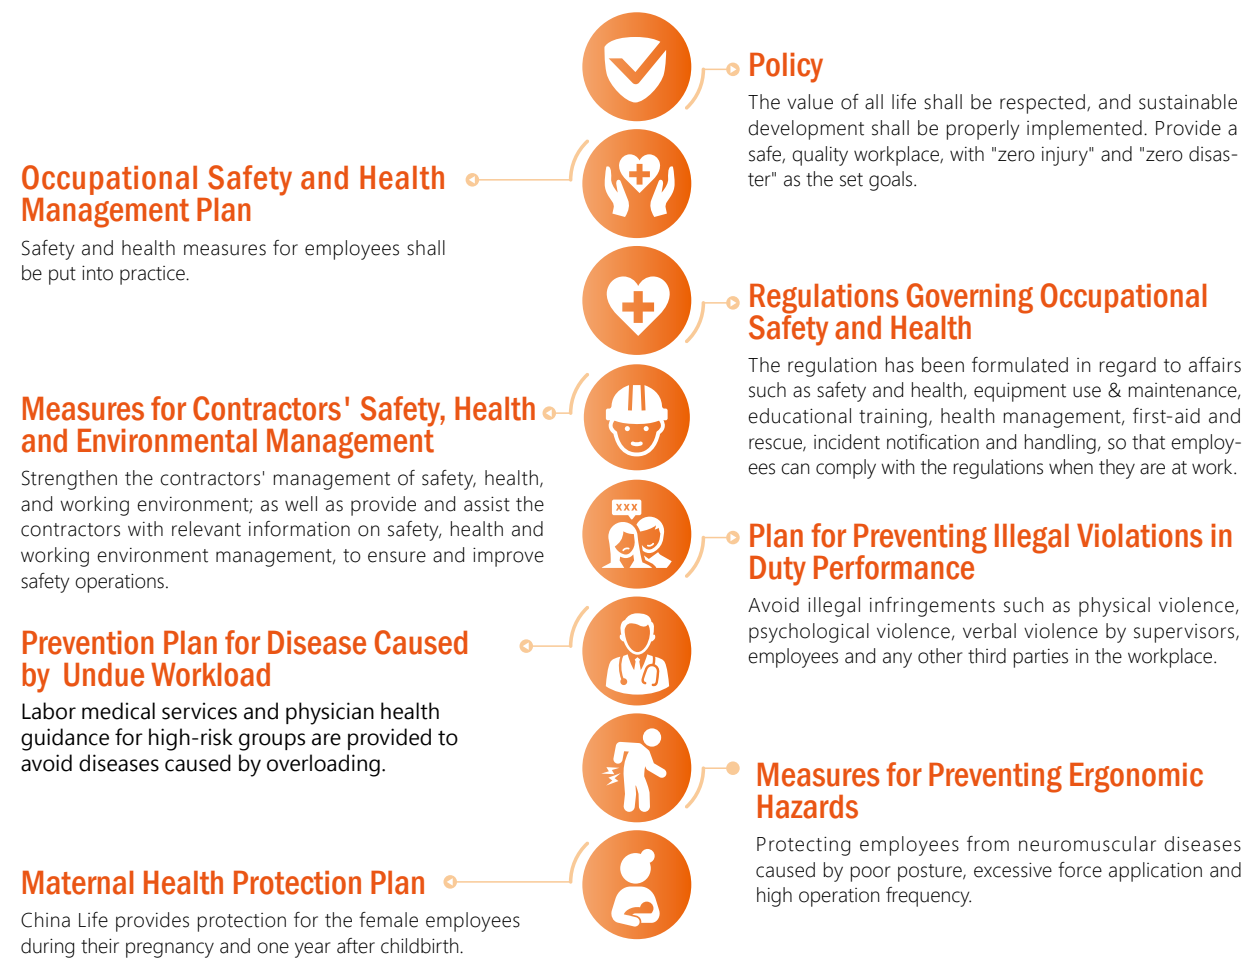 Policy
The value of all life shall be respected, and sustainable
development shall be properly implemented. Provide a
safe, quality workplace, with "zero injury" and "zero disas-
ter" as the set goals.
Occupational Safety and Health
Management Plan
Safety and health measures for employees shall
be put into practice.
Regulations Governing Occupational
Safety and Health
The regulation has been formulated in regard to affairs
such as safety and health, equipment use & maintenance,
educational training, health management, first-aid and
rescue, incident notification and handling, so that employ-
ees can comply with the regulations when they are at work.
Measures for Contractors' Safety, Health
and Environmental Management
Strengthen the contractors' management of safety, health,
and working environment; as well as provide and assist the
contractors with relevant information on safety, health and
working environment management, to ensure and improve
safety operations.
xxx
Plan for Preventing Illegal Violations in
Duty Performance
Avoid illegal infringements such as physical violence,
psychological violence, verbal violence by supervisors,
employees and any other third parties in the workplace.
Prevention Plan for Disease Caused
by Undue Workload
Labor medical services and physician health
guidance for high-risk groups are provided to
avoid diseases caused by overloading.
Measures for Preventing Ergonomic
Hazards
Protecting employees from neuromuscular diseases
caused by poor posture, excessive force application and
high operation frequency.
Maternal Health Protection Plan
China Life provides protection for the female employees
during their pregnancy and one year after childbirth.